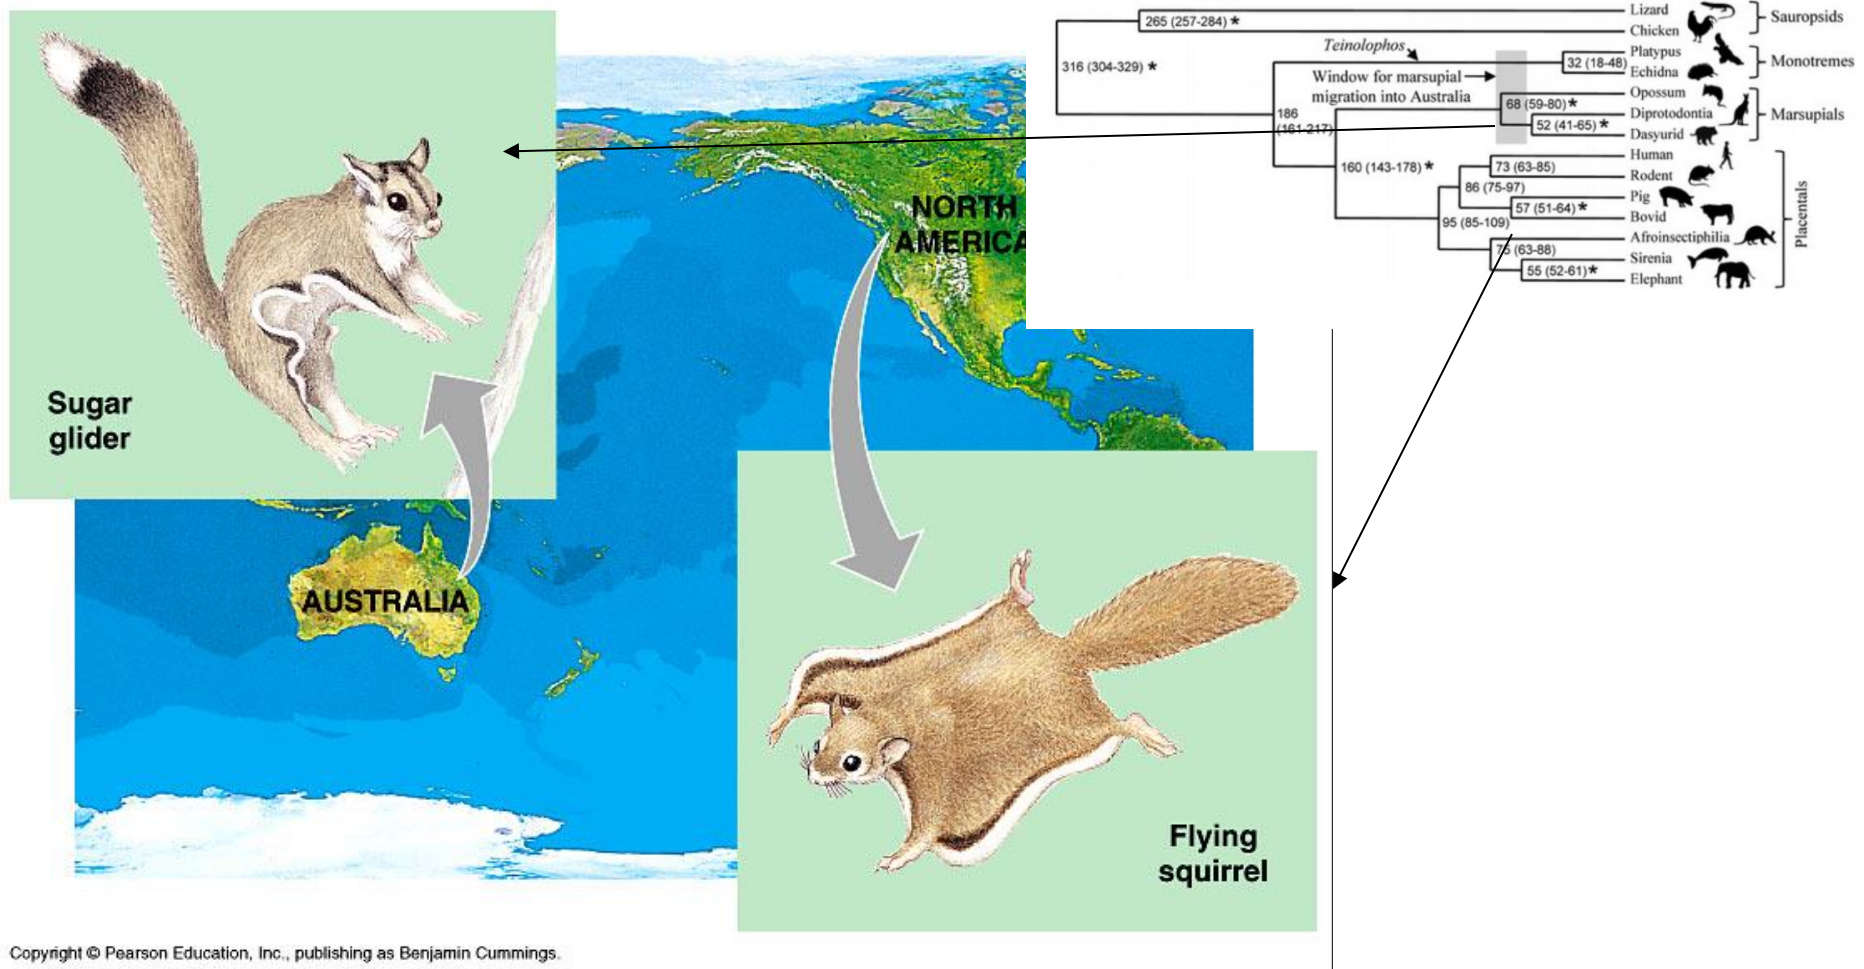 Sugar
glider
AUSTRALIA
NORTH
AMERICA
Flying
squirrel
Copyright © Pearson Education, Inc., publishing as Benjamin Cummings.
316 (304-329) *
265 (257-284) *
Teinolophos
Window for marsupial
migration into Australia
186
(161-217)
160 (143-178) *
32 (18-48)
68 (59-80) *
52 (41-65) *
73 (63-85)
86 (75-97)
57 (51-64) *
95 (85-109)
75 (63-88)
55 (52-61) *
Lizard
Chicken
Platypus
Echidna
Opossum
Diprotodontia
Dasyurid
Human
Rodent
Pig
Bovid
Afroinsectiphilia
Sirenia
Elephant
Sauropsids
Monotremes
Marsupials
Placentals